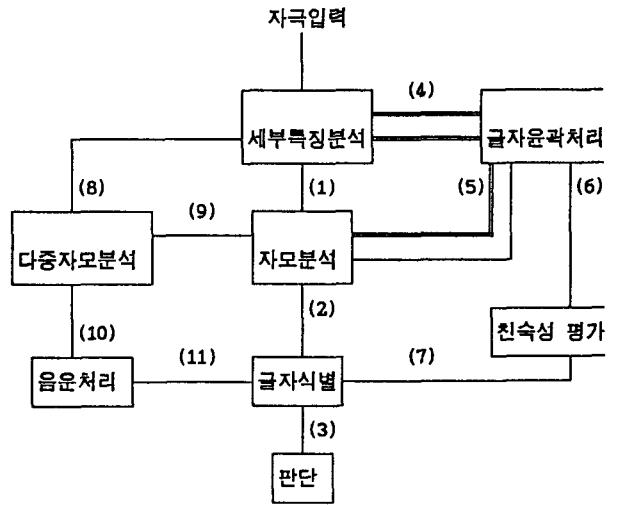 자극입력
(4)
세부특징분석
글자윤곽처리
(8)
(1)
(5)
(6)
(9)
다중자모분석
자모분석
(2)
(10)
친숙성 평가
(11)
(7)
음운처리
글자식별
(3)
판단